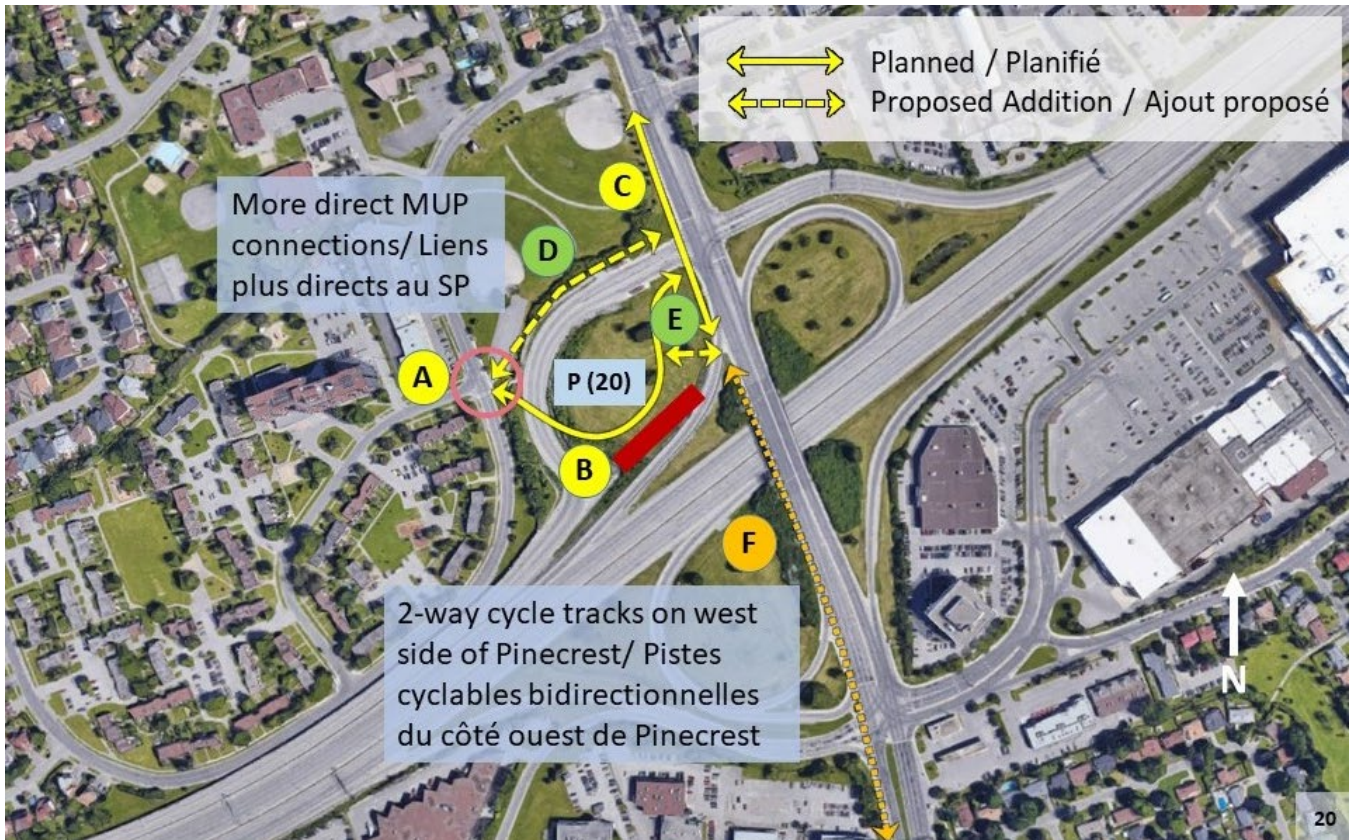 Planned / Planifié
Proposed Addition / Ajout proposé
C
More direct MUP
connections/ Liens
plus directs au SP
D
E
A
P (20)
B
F
2-way cycle tracks on west
side of Pinecrest/ Pistes
cyclables bidirectionnelles
du côté ouest de Pinecrest
N
20